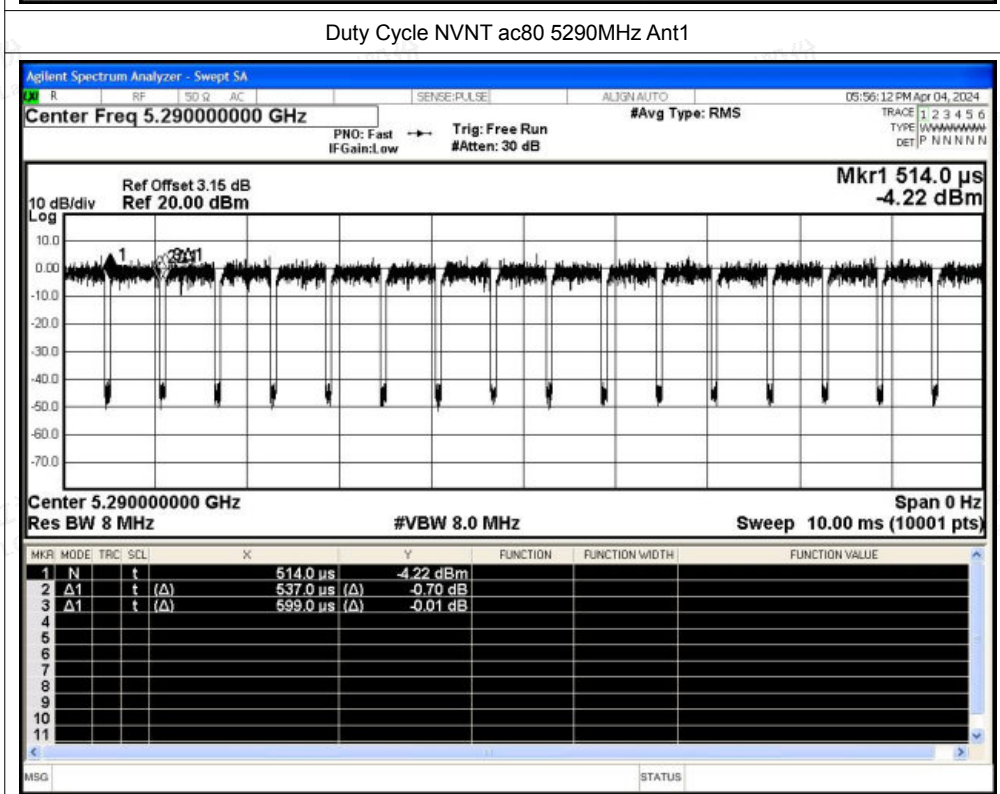 Duty Cycle NVNT ac80 5290MHz Ant1
Agilent Spectrum Analyzer - Swept SA
R RF 50 Ω AC SENSE:PULSE ALIGN AUTO 05:56:12 PM Apr 04, 2024
Center Freq 5.290000000 GHz #Avg Type: RMS TRACE 1 2 3 4 5 6
PNO: Fast Trig: Free Run TYPE
IFGain:Low #Atten: 30 dB DET P N N N N N
Mkr1 514.0 µs
Ref Offset 3.15 dB
10 dB/div Ref 20.00 dBm -4.22 dBm
Log
10.0
1
0.00
-10.0
-20.0
-30.0
-40.0
-50.0
-60.0
-70.0
Center 5.290000000 GHz Span 0 Hz
Res BW 8 MHz #VBW 8.0 MHz Sweep 10.00 ms (10001 pts)
MKR MODE TRC SCL X Y FUNCTION FUNCTION WIDTH FUNCTION VALUE
1 N t 514.0 µs -4.22 dBm
2 Δ1 t (Δ) 537.0 µs (Δ) -0.70 dB
3 Δ1 t (Δ) 599.0 µs (Δ) -0.01 dB
4
5
6
7
8
9
10
11
MSG STATUS